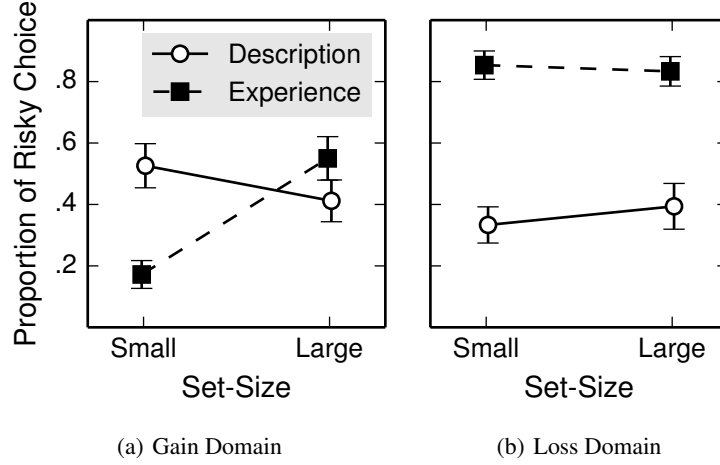 Proportion of Risky Choice
.8
.6
.4
.2
Description
Experience
Small Large
Set-Size
Small Large
Set-Size
(a) Gain Domain
(b) Loss Domain